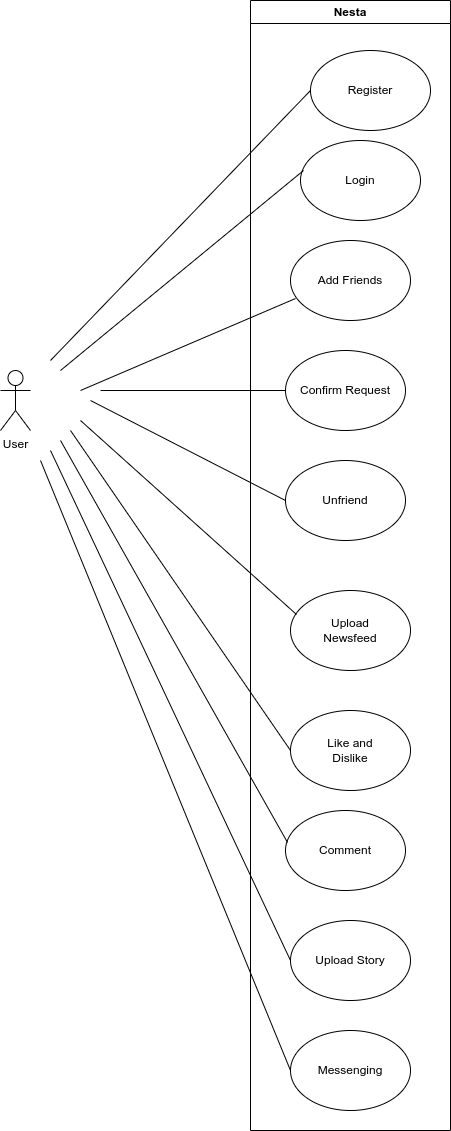 Nesta
Register
Login
Add Friends
Confirm Request
User
Unfriend
Upload
Newsfeed
Like and
Dislike
Comment
Upload Story
Messenging